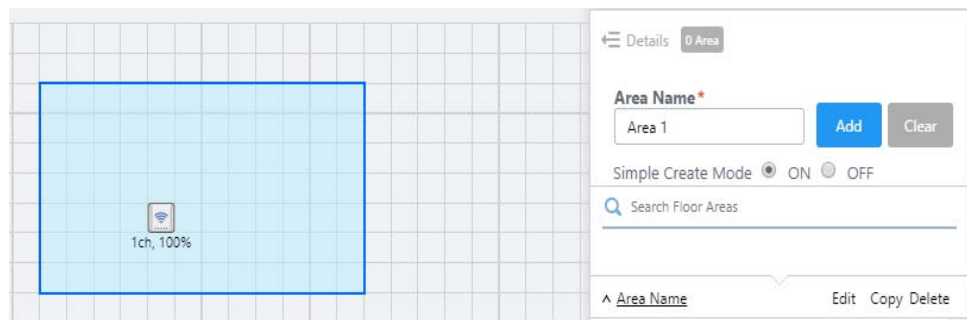 Details 0 Area
Area Name*
Area 1 Add Clear
Simple Create Mode ON OFF
Search Floor Areas
Area Name Edit Copy Delete
1ch, 100%